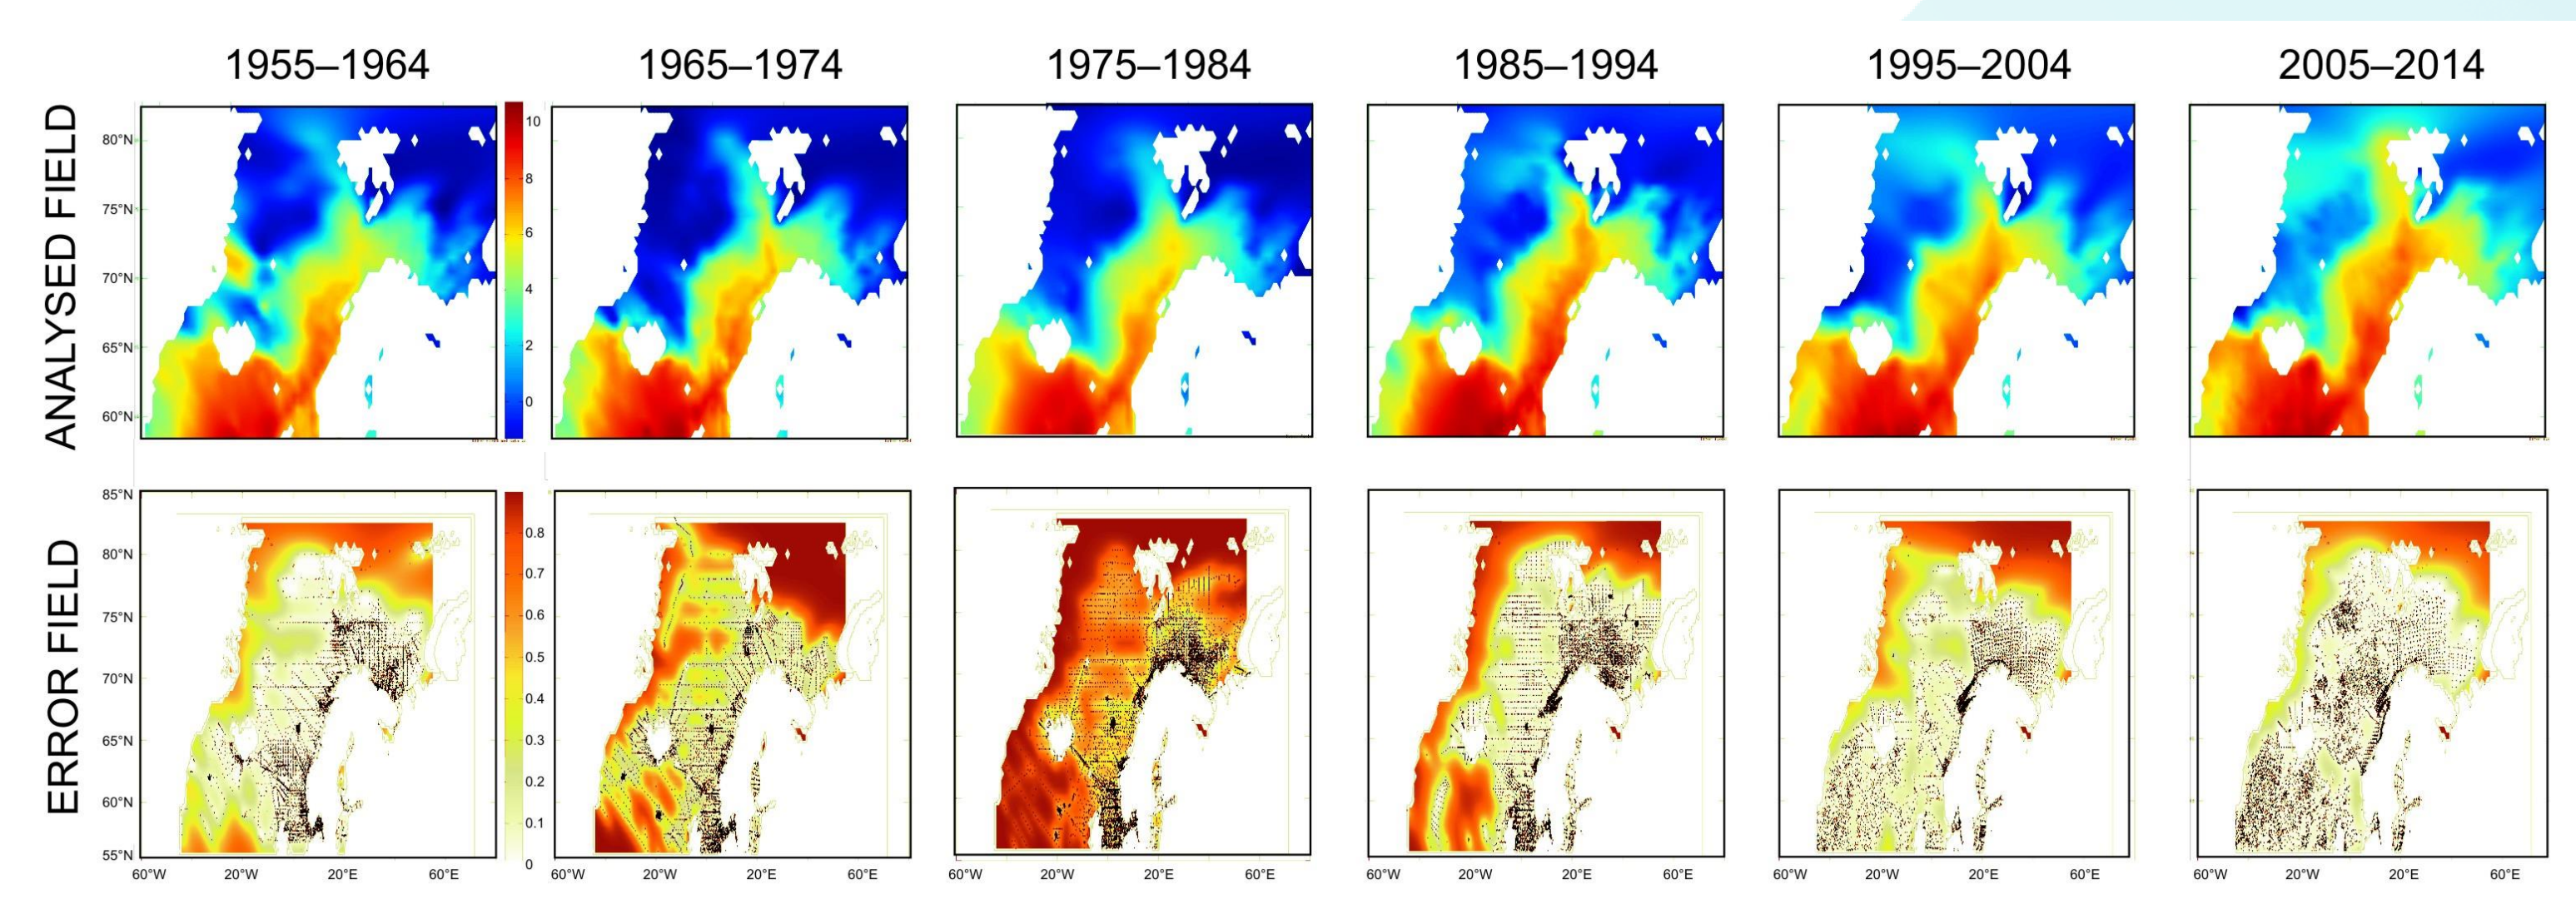 1955–1964 1965–1974 1975–1984 1985–1994 1995–2004 2005–2014
ANALYSED FIELD
80°N
75°N
70°N
65°N
60°N
10
8
6
4
2
0
ERROR FIELD
85°N
80°N
75°N
70°N
65°N
60°N
55°N
0.8
0.7
0.6
0.5
0.4
0.3
0.2
0.1
0
60°W 20°W 20°E 60°E 60°W 20°W 20°E 60°E 60°W 20°W 20°E 60°E 60°W 20°W 20°E 60°E 60°W 20°W 20°E 60°E 60°W 20°W 20°E 60°E